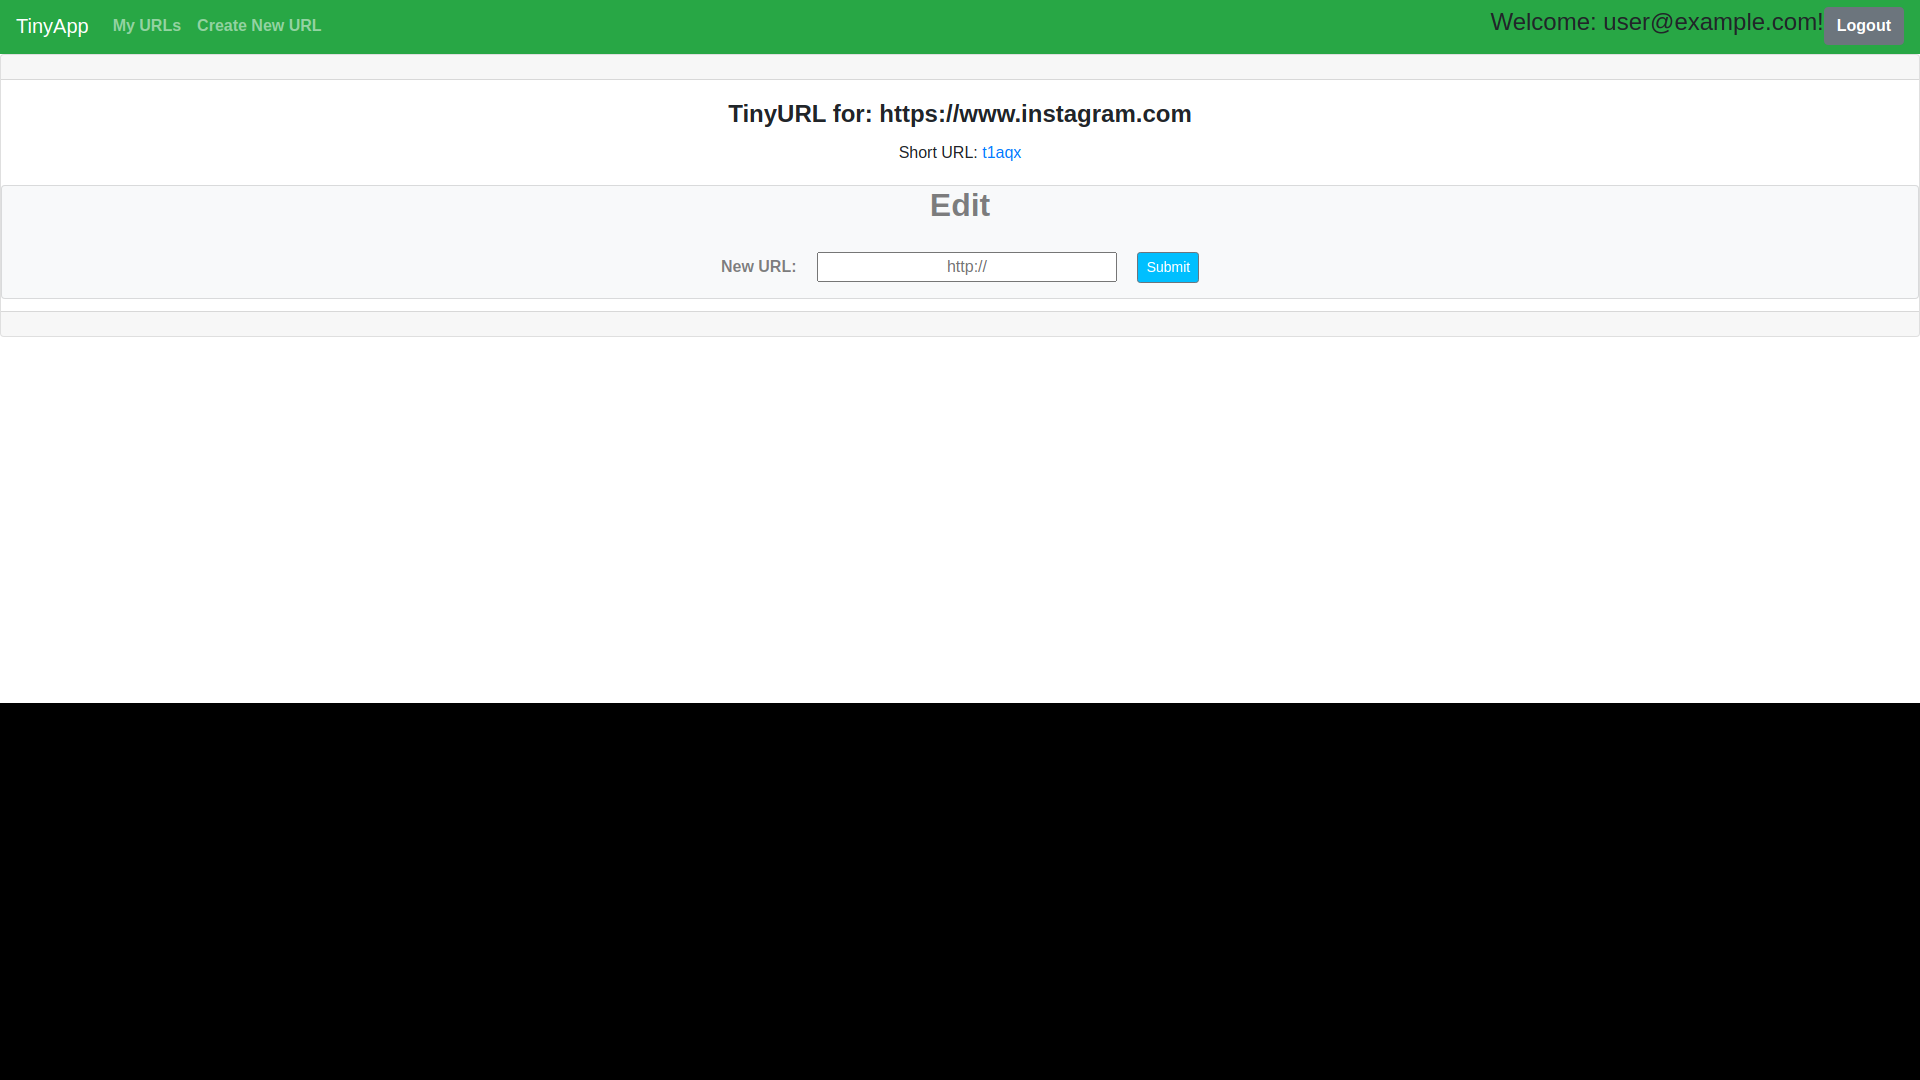 TinyApp My URLs Create New URL Welcome: user@example.com! Logout
TinyURL for: https://www.instagram.com
Short URL: t1aqx
Edit
New URL: http:// Submit